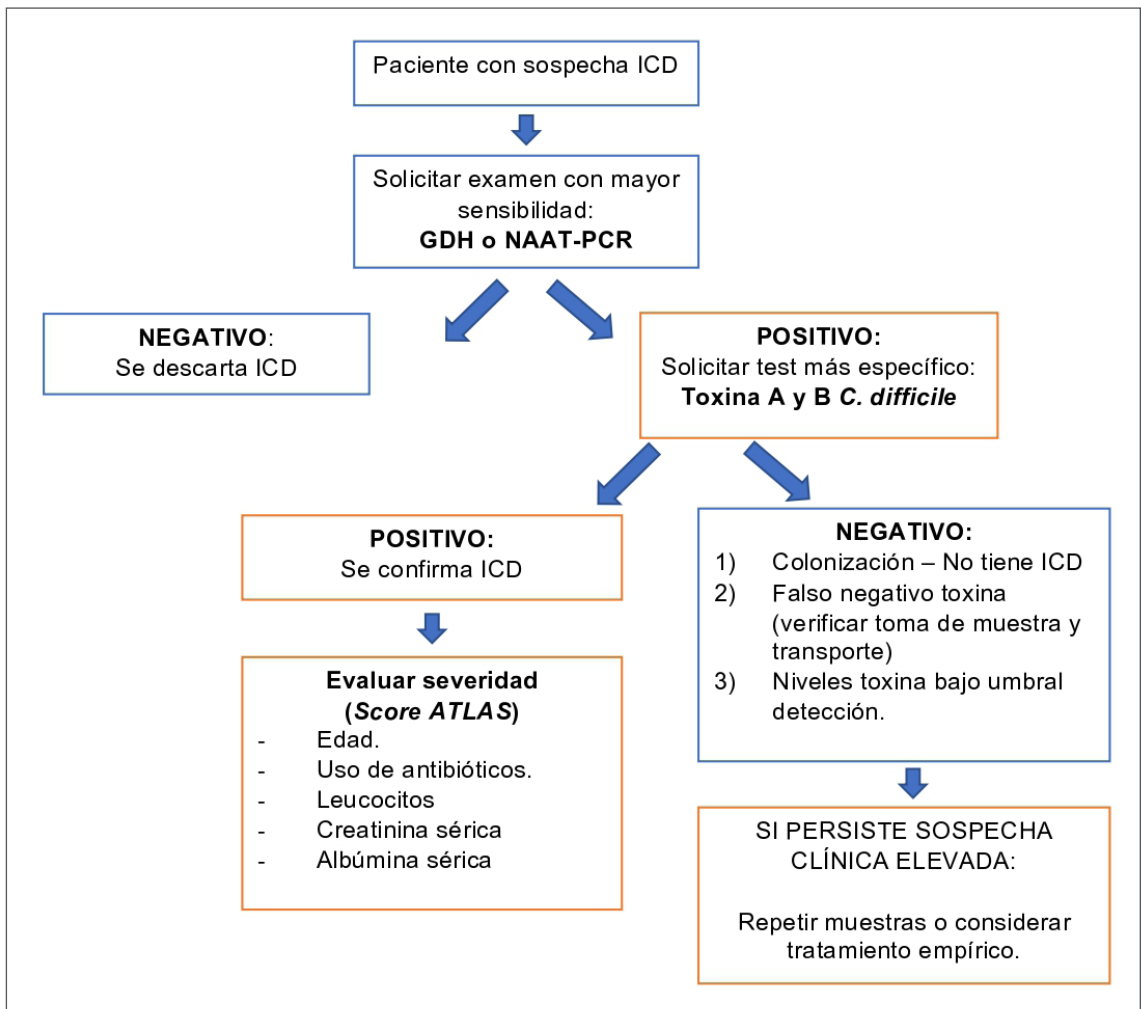 Paciente con sospecha ICD
Solicitar examen con mayor
sensibilidad:
GDH o NAAT-PCR
NEGATIVO:
Se descarta ICD
POSITIVO:
Solicitar test más específico:
Toxina A y B C. difficile
POSITIVO:
Se confirma ICD
NEGATIVO:
1) Colonización – No tiene ICD
2) Falso negativo toxina
(verificar toma de muestra y
transporte)
3) Niveles toxina bajo umbral
detección.
Evaluar severidad
(Score ATLAS)
- Edad.
- Uso de antibióticos.
- Leucocitos
- Creatinina sérica
- Albúmina sérica
SI PERSISTE SOSPECHA
CLÍNICA ELEVADA:
Repetir muestras o considerar
tratamiento empírico.